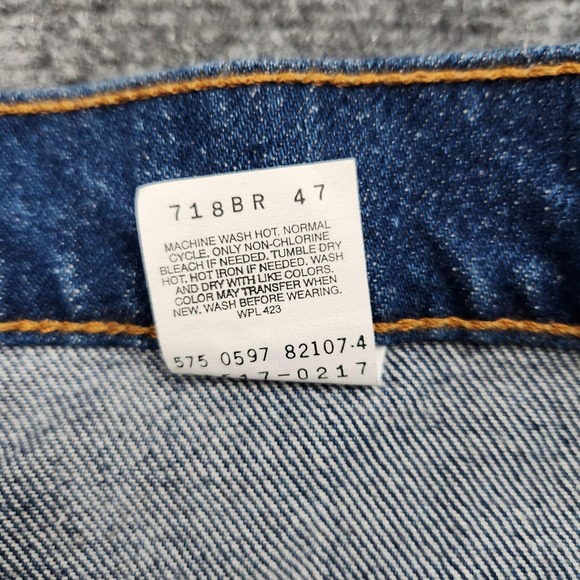 718BR 47
MACHINE WASH HOT. NORMAL
CYCLE. ONLY NON-CHLORINE
BLEACH IF NEEDED. TUMBLE DRY
HOT. HOT IRON IF NEEDED. WASH
AND DRY WITH LIKE COLORS.
COLOR MAY TRANSFER WHEN
NEW. WASH BEFORE WEARING.
WPL 423
575 0597 82107.4
17-0217